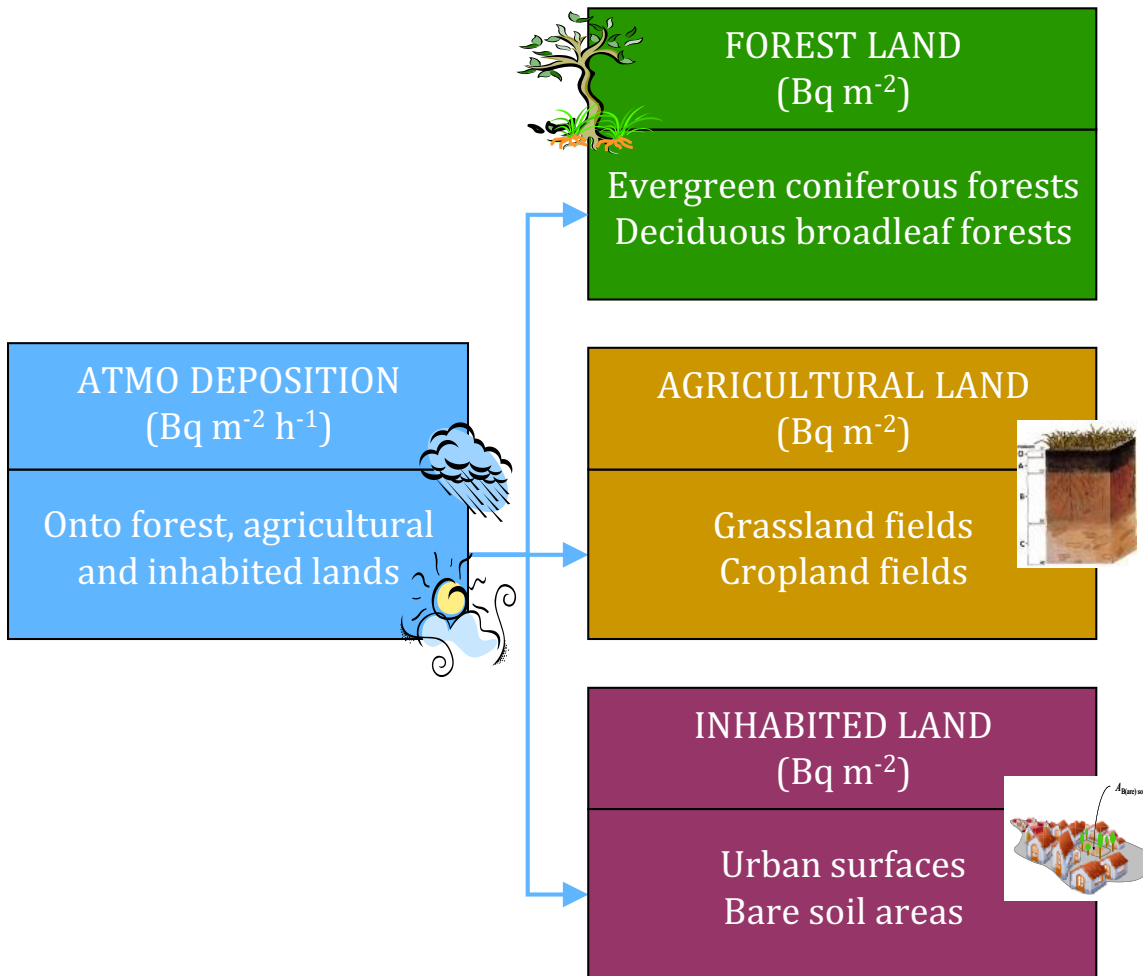 FOREST LAND
(Bq m⁻²)
Evergreen coniferous forests
Deciduous broadleaf forests
ATMO DEPOSITION
(Bq m⁻² h⁻¹)
Onto forest, agricultural
and inhabited lands
AGRICULTURAL LAND
(Bq m⁻²)
Grassland fields
Cropland fields
B
C
INHABITED LAND
(Bq m⁻²)
A B(are) so
Urban surfaces
Bare soil areas